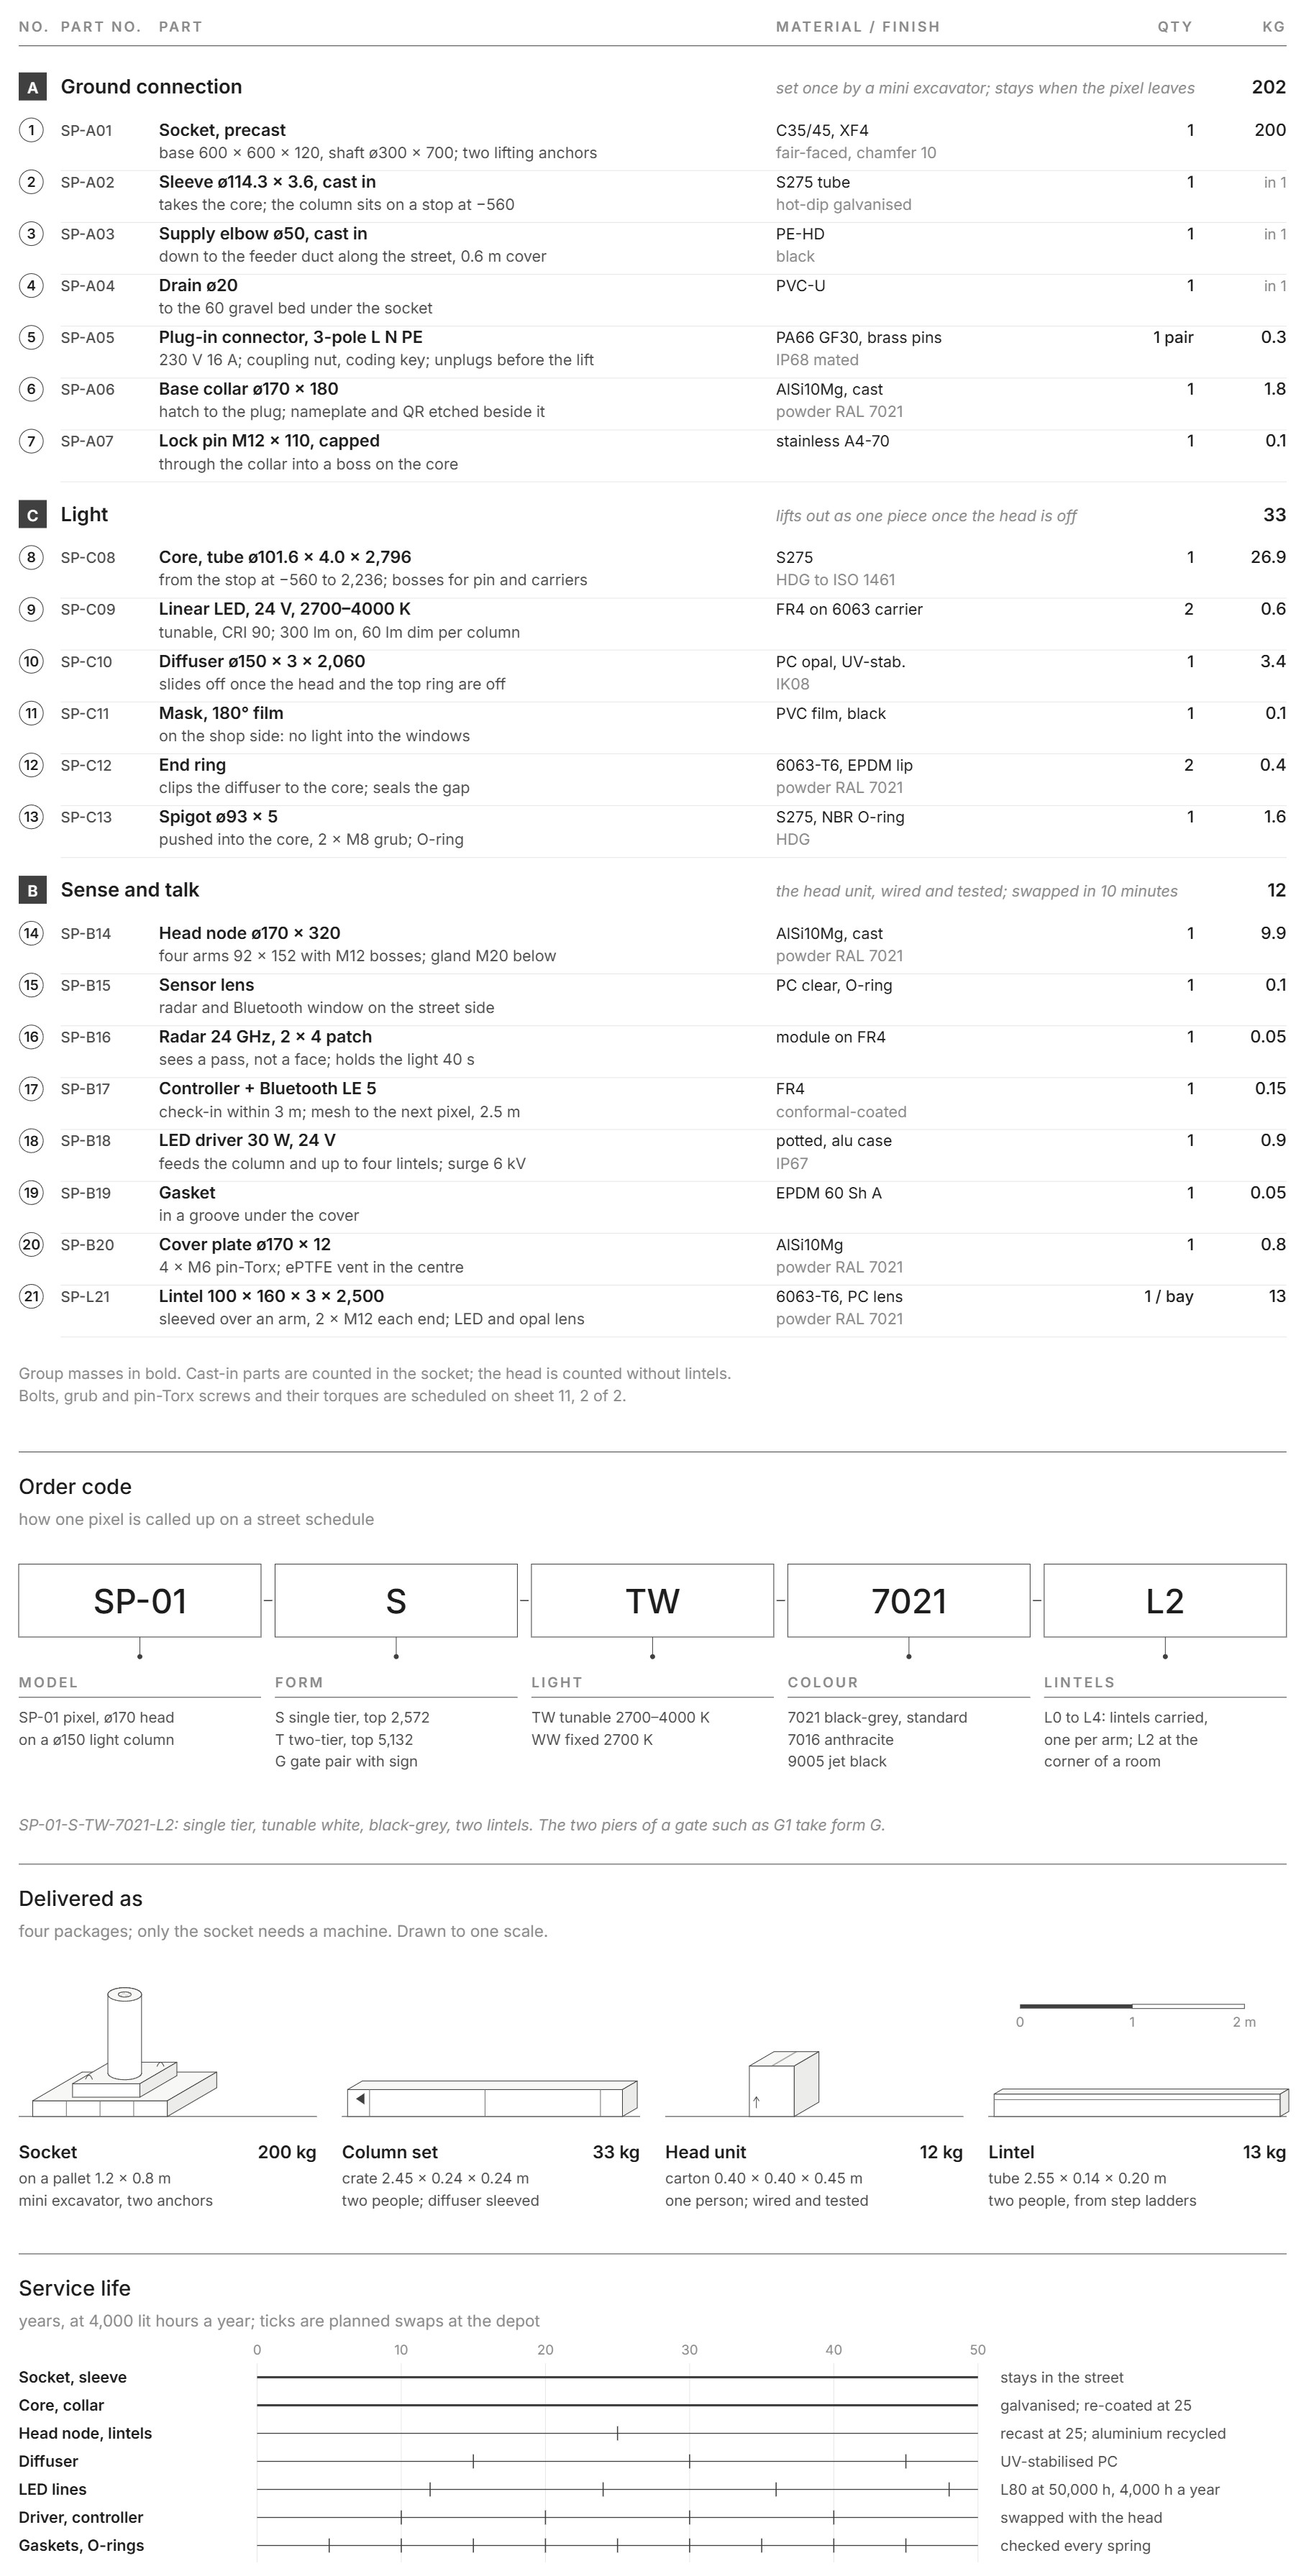 NO. PART NO. PART MATERIAL / FINISH QTY KG
A Ground connection set once by a mini excavator; stays when the pixel leaves 202
1 SP-A01 Socket, precast C35/45, XF4 1 200
base 600 × 600 × 120, shaft ø300 × 700; two lifting anchors fair-faced, chamfer 10
2 SP-A02 Sleeve ø114.3 × 3.6, cast in S275 tube 1 in 1
takes the core; the column sits on a stop at −560 hot-dip galvanised
3 SP-A03 Supply elbow ø50, cast in PE-HD 1 in 1
down to the feeder duct along the street, 0.6 m cover black
4 SP-A04 Drain ø20 PVC-U 1 in 1
to the 60 gravel bed under the socket
5 SP-A05 Plug-in connector, 3-pole L N PE PA66 GF30, brass pins 1 pair 0.3
230 V 16 A; coupling nut, coding key; unplugs before the lift IP68 mated
6 SP-A06 Base collar ø170 × 180 AlSi10Mg, cast 1 1.8
hatch to the plug; nameplate and QR etched beside it powder RAL 7021
7 SP-A07 Lock pin M12 × 110, capped stainless A4-70 1 0.1
through the collar into a boss on the core
C Light lifts out as one piece once the head is off 33
8 SP-C08 Core, tube ø101.6 × 4.0 × 2,796 S275 1 26.9
from the stop at −560 to 2,236; bosses for pin and carriers HDG to ISO 1461
9 SP-C09 Linear LED, 24 V, 2700–4000 K FR4 on 6063 carrier 2 0.6
tunable, CRI 90; 300 lm on, 60 lm dim per column
10 SP-C10 Diffuser ø150 × 3 × 2,060 PC opal, UV-stab. 1 3.4
slides off once the head and the top ring are off IK08
11 SP-C11 Mask, 180° film PVC film, black 1 0.1
on the shop side: no light into the windows
12 SP-C12 End ring 6063-T6, EPDM lip 2 0.4
clips the diffuser to the core; seals the gap powder RAL 7021
13 SP-C13 Spigot ø93 × 5 S275, NBR O-ring 1 1.6
pushed into the core, 2 × M8 grub; O-ring HDG
B Sense and talk the head unit, wired and tested; swapped in 10 minutes 12
14 SP-B14 Head node ø170 × 320 AlSi10Mg, cast 1 9.9
four arms 92 × 152 with M12 bosses; gland M20 below powder RAL 7021
15 SP-B15 Sensor lens PC clear, O-ring 1 0.1
radar and Bluetooth window on the street side
16 SP-B16 Radar 24 GHz, 2 × 4 patch module on FR4 1 0.05
sees a pass, not a face; holds the light 40 s
17 SP-B17 Controller + Bluetooth LE 5 FR4 1 0.15
check-in within 3 m; mesh to the next pixel, 2.5 m conformal-coated
18 SP-B18 LED driver 30 W, 24 V potted, alu case 1 0.9
feeds the column and up to four lintels; surge 6 kV IP67
19 SP-B19 Gasket EPDM 60 Sh A 1 0.05
in a groove under the cover
20 SP-B20 Cover plate ø170 × 12 AlSi10Mg 1 0.8
4 × M6 pin-Torx; ePTFE vent in the centre powder RAL 7021
21 SP-L21 Lintel 100 × 160 × 3 × 2,500 6063-T6, PC lens 1 / bay 13
sleeved over an arm, 2 × M12 each end; LED and opal lens powder RAL 7021
Group masses in bold. Cast-in parts are counted in the socket; the head is counted without lintels.
Bolts, grub and pin-Torx screws and their torques are scheduled on sheet 11, 2 of 2.
Order code
how one pixel is called up on a street schedule
SP-01 – S – TW – 7021 – L2
MODEL FORM LIGHT COLOUR LINTELS
SP-01 pixel, ø170 head S single tier, top 2,572 TW tunable 2700–4000 K 7021 black-grey, standard L0 to L4: lintels carried,
on a ø150 light column T two-tier, top 5,132 WW fixed 2700 K 7016 anthracite one per arm; L2 at the
G gate pair with sign 9005 jet black corner of a room
SP-01-S-TW-7021-L2: single tier, tunable white, black-grey, two lintels. The two piers of a gate such as G1 take form G.
Delivered as
four packages; only the socket needs a machine. Drawn to one scale.
0 1 2 m
Socket 200 kg Column set 33 kg Head unit 12 kg Lintel 13 kg
on a pallet 1.2 × 0.8 m crate 2.45 × 0.24 × 0.24 m carton 0.40 × 0.40 × 0.45 m tube 2.55 × 0.14 × 0.20 m
mini excavator, two anchors two people; diffuser sleeved one person; wired and tested two people, from step ladders
Service life
years, at 4,000 lit hours a year; ticks are planned swaps at the depot
0 10 20 30 40 50
Socket, sleeve stays in the street
Core, collar galvanised; re-coated at 25
Head node, lintels recast at 25; aluminium recycled
Diffuser UV-stabilised PC
LED lines L80 at 50,000 h, 4,000 h a year
Driver, controller swapped with the head
Gaskets, O-rings checked every spring